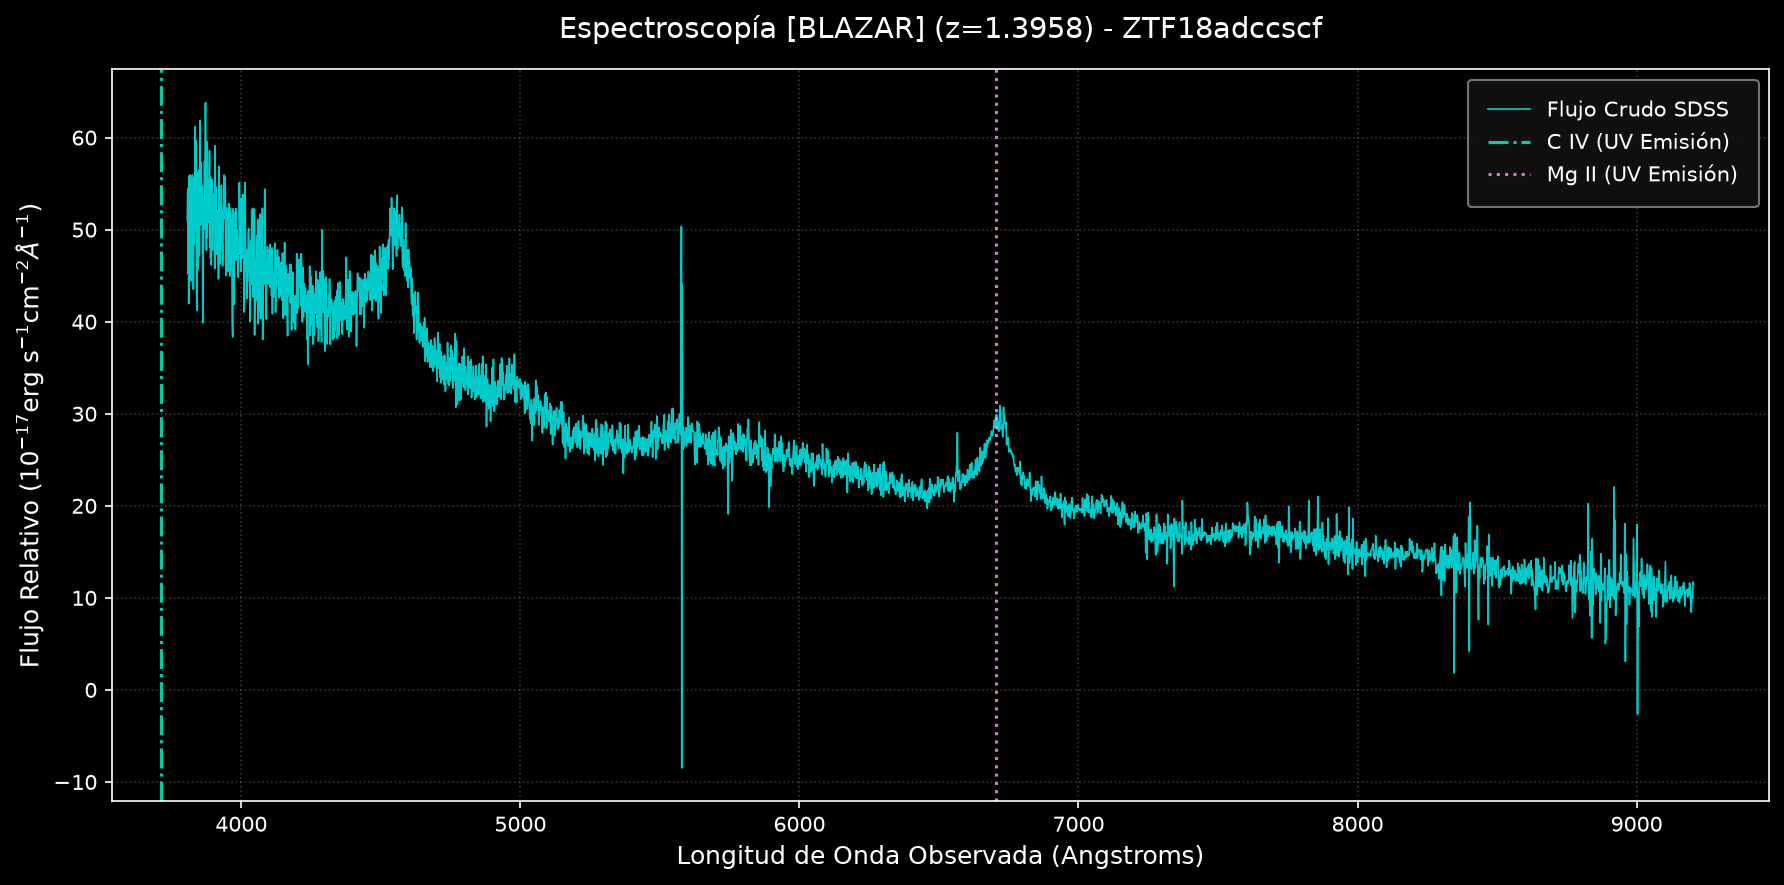 Espectroscopía [BLAZAR] (z=1.3958) - ZTF18adccscf
Flujo Crudo SDSS
C IV (UV Emisión)
Mg II (UV Emisión)
Flujo Relativo (10⁻¹⁷erg s⁻¹cm⁻²Å⁻¹)
60
50
40
30
20
10
0
−10
4000 5000 6000 7000 8000 9000
Longitud de Onda Observada (Angstroms)